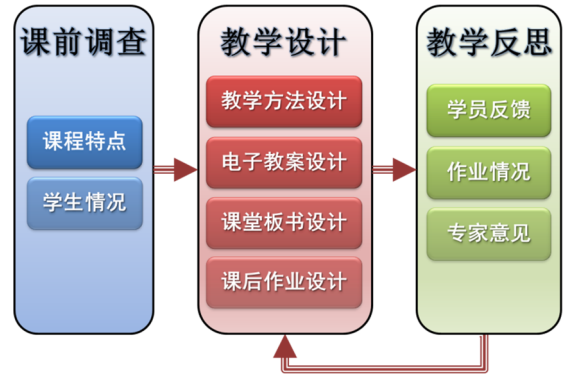 课前调查
课程特点
学生情况
教学设计
教学方法设计
电子教案设计
课堂板书设计
课后作业设计
教学反思
学员反馈
作业情况
专家意见